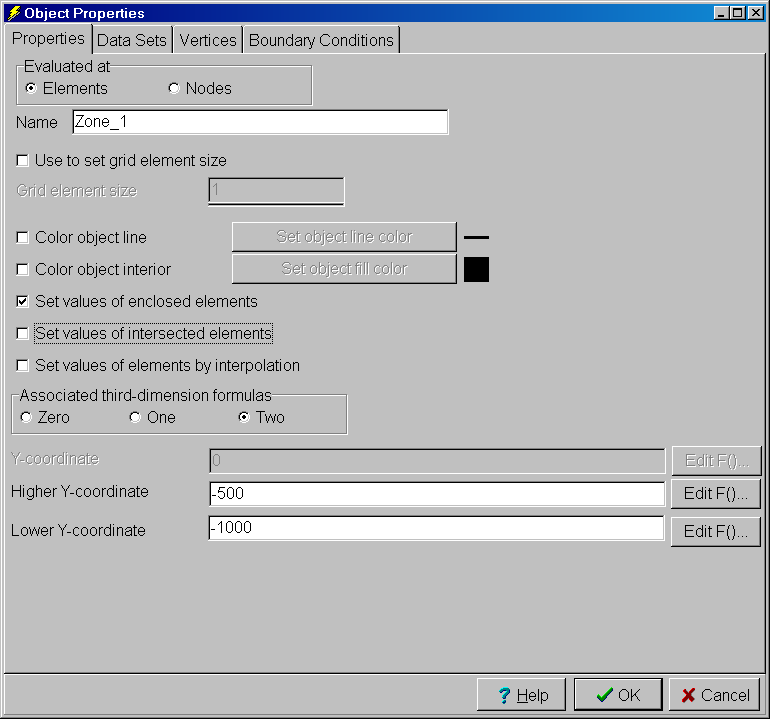 Object Properties
Properties Data Sets Vertices Boundary Conditions
Evaluated at
Elements Nodes
Name Zone_1
Use to set grid element size
Grid element size 1
Color object line Set object line color
Color object interior Set object fill color
Set values of enclosed elements
Set values of intersected elements
Set values of elements by interpolation
Associated third-dimension formulas
Zero One Two
Y-coordinate 0 Edit F()...
Higher Y-coordinate -500 Edit F()...
Lower Y-coordinate -1000 Edit F()...
? Help OK Cancel